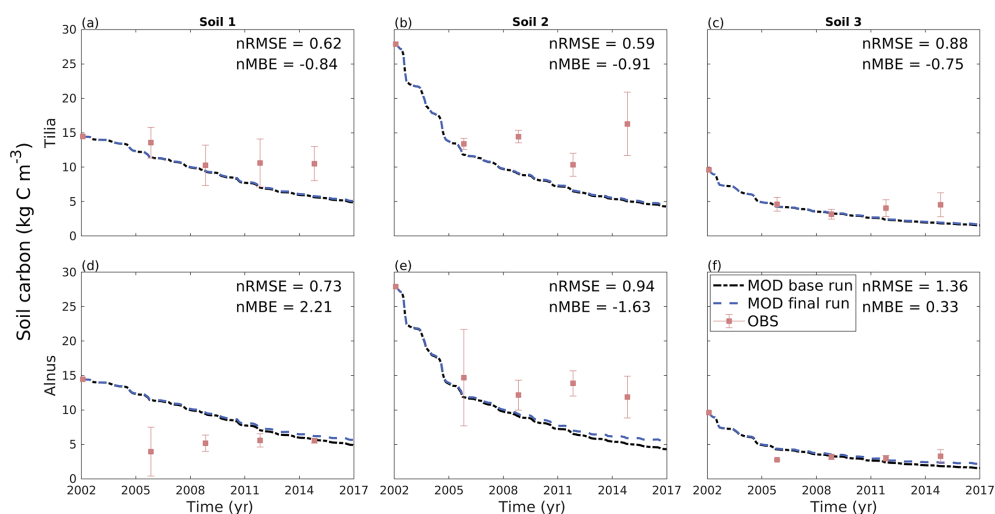 (a) Soil 1 (b) Soil 2 (c) Soil 3
30 nRMSE = 0.62 nRMSE = 0.59 nRMSE = 0.88
nMBE = -0.84 nMBE = -0.91 nMBE = -0.75
25
20
Tilia
15
10
5
0
Soil carbon (kg C m⁻³)
(d) (e) (f)
30 nRMSE = 0.73 nRMSE = 0.94 MOD base run nRMSE = 1.36
nMBE = 2.21 nMBE = -1.63 MOD final run nMBE = 0.33
25 OBS
20
Alnus
15
10
5
0
2002 2005 2008 2011 2014 2017 2002 2005 2008 2011 2014 2017 2002 2005 2008 2011 2014 2017
Time (yr) Time (yr) Time (yr)